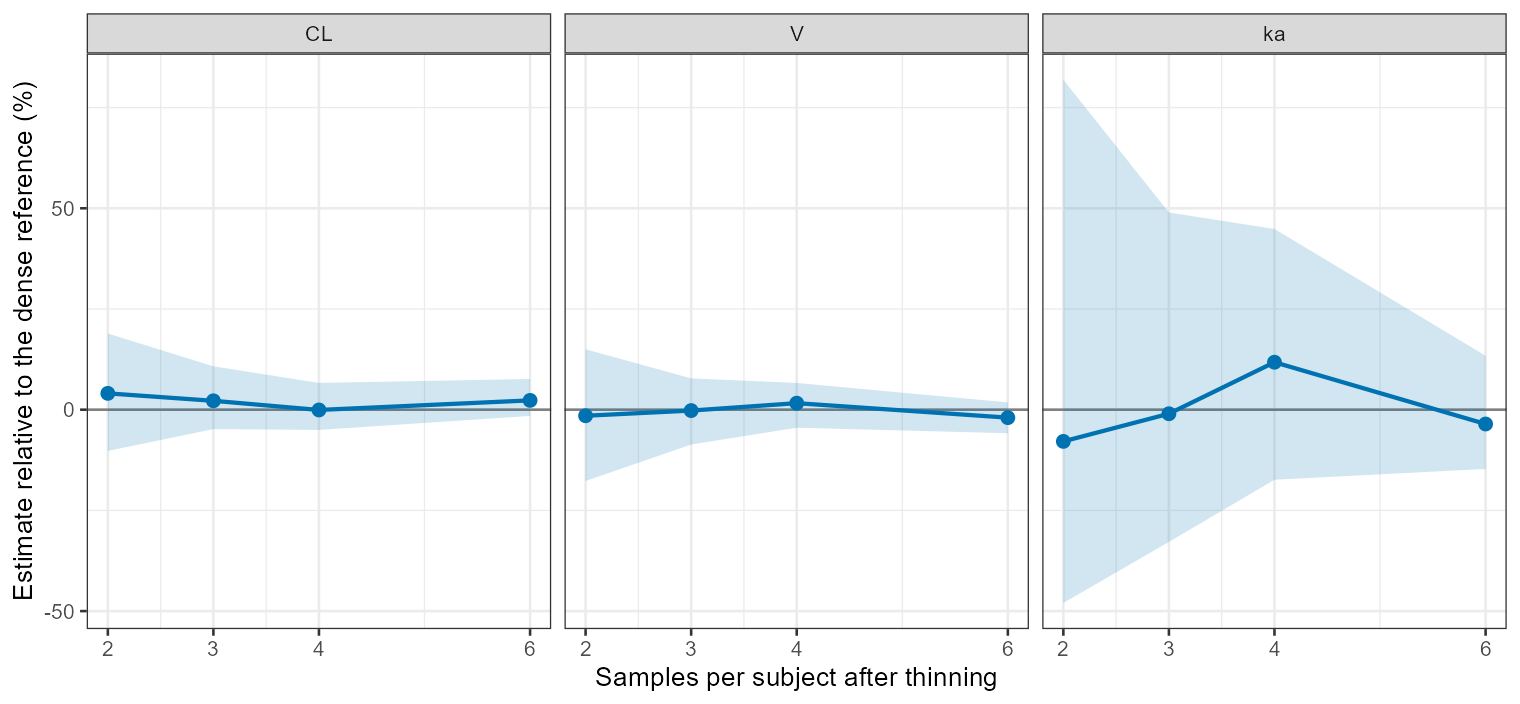 CL V ka
Estimate relative to the dense reference (%)
50
0
-50
2 3 4 6 2 3 4 6 2 3 4 6
Samples per subject after thinning